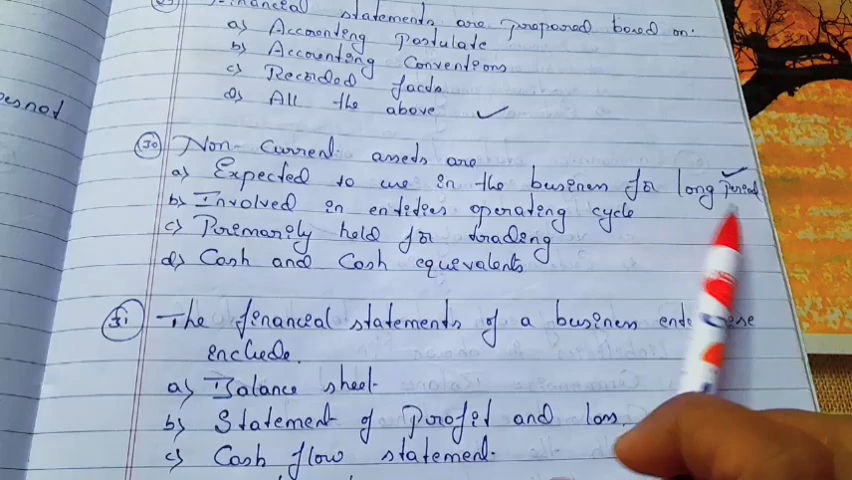 Financial statements are prepared based on:
a) Accounting Postulate
b) Accounting Conventions
c) Recorded facts
d) All the above ✓
30 Non-Current assets are
a) Expected to use in the business for long Period ✓
b) Involved in entities operating cycle
c) Primarily held for trading
d) Cash and Cash equivalents
31 The financial statements of a business
include.
a) Balance sheet
b) Statement of Profit and loss
c) Cash flow statement.